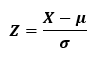 Z = (X − μ) / σ